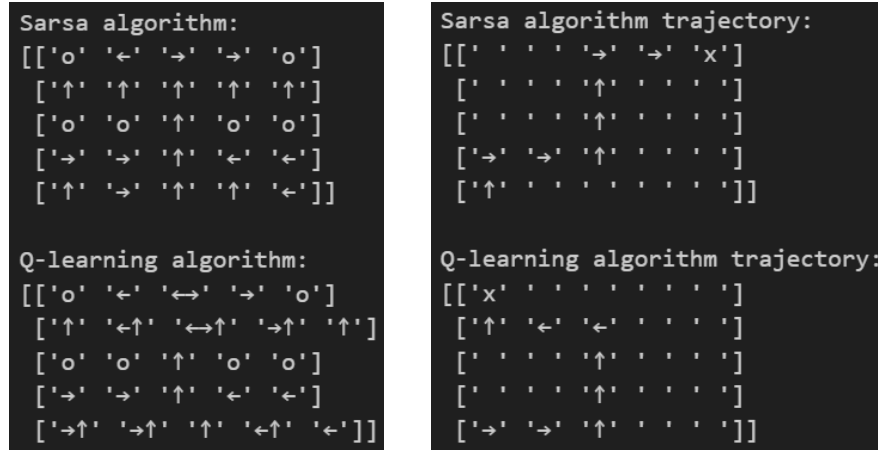 Sarsa algorithm:
[['o' '←' '→' '→' 'o']
['↑' '↑' '↑' '↑' '↑']
['o' 'o' '↑' 'o' 'o']
['→' '→' '↑' '←' '←']
['↑' '→' '↑' '↑' '←']]
Q-learning algorithm:
[['o' '←' '↔' '→' 'o']
['↑' '←↑' '↔↑' '→↑' '↑']
['o' 'o' '↑' 'o' 'o']
['→' '→' '↑' '←' '←']
['→↑' '→↑' '↑' '←↑' '←']]
Sarsa algorithm trajectory:
[[' ' ' ' '→' '→' 'x']
[' ' ' ' '↑' ' ' ' ']
[' ' ' ' '↑' ' ' ' ']
['→' '→' '↑' ' ' ' ']
['↑' ' ' ' ' ' ' ' ']]
Q-learning algorithm trajectory:
[['x' ' ' ' ' ' ' ' ']
['↑' '←' '←' ' ' ' ']
[' ' ' ' '↑' ' ' ' ']
[' ' ' ' '↑' ' ' ' ']
['→' '→' '↑' ' ' ' ']]